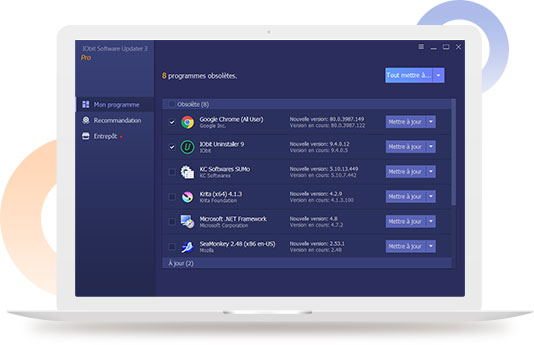 IObit Software Updater 3
Pro
8 programmes obsolètes.
Tout mettre à...
Mon programme
Recommandation
Entrepôt
Obsolète (8)
Google Chrome (All User)
Google Inc.
Nouvelle version: 80.0.3987.149
Version en cours: 80.0.3987.122
Mettre à jour
IObit Uninstaller 9
IObit
Nouvelle version: 9.4.0.12
Version en cours: 9.4.0.5
Mettre à jour
KC Softwares SUMo
KC Softwares
Nouvelle version: 5.10.13.449
Version en cours: 5.10.7.442
Mettre à jour
Krita (x64) 4.1.3
Krita Foundation
Nouvelle version: 4.2.9
Version en cours: 4.1.3.100
Mettre à jour
Microsoft .NET Framework
Microsoft Corporation
Nouvelle version: 4.8
Version en cours: 4.7.2
Mettre à jour
SeaMonkey 2.48 (x86 en-US)
Mozilla
Nouvelle version: 2.53.1
Version en cours: 2.48
Mettre à jour
À jour (2)